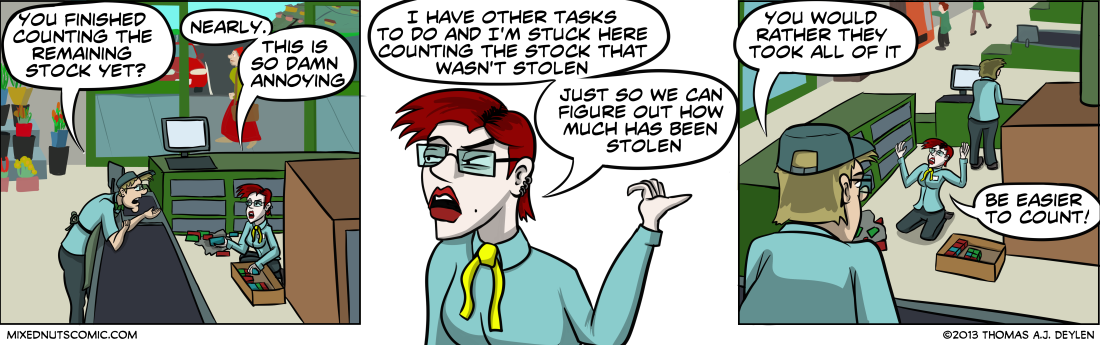 YOU FINISHED
COUNTING THE
REMAINING
STOCK YET?
NEARLY.
THIS IS
SO DAMN
ANNOYING
I HAVE OTHER TASKS
TO DO AND I'M STUCK HERE
COUNTING THE STOCK THAT
WASN'T STOLEN
JUST SO WE CAN
FIGURE OUT HOW
MUCH HAS BEEN
STOLEN
YOU WOULD
RATHER THEY
TOOK ALL OF IT
BE EASIER
TO COUNT!
MIXEDNUTSCOMIC.COM
©2013 THOMAS A.J. DEYLEN